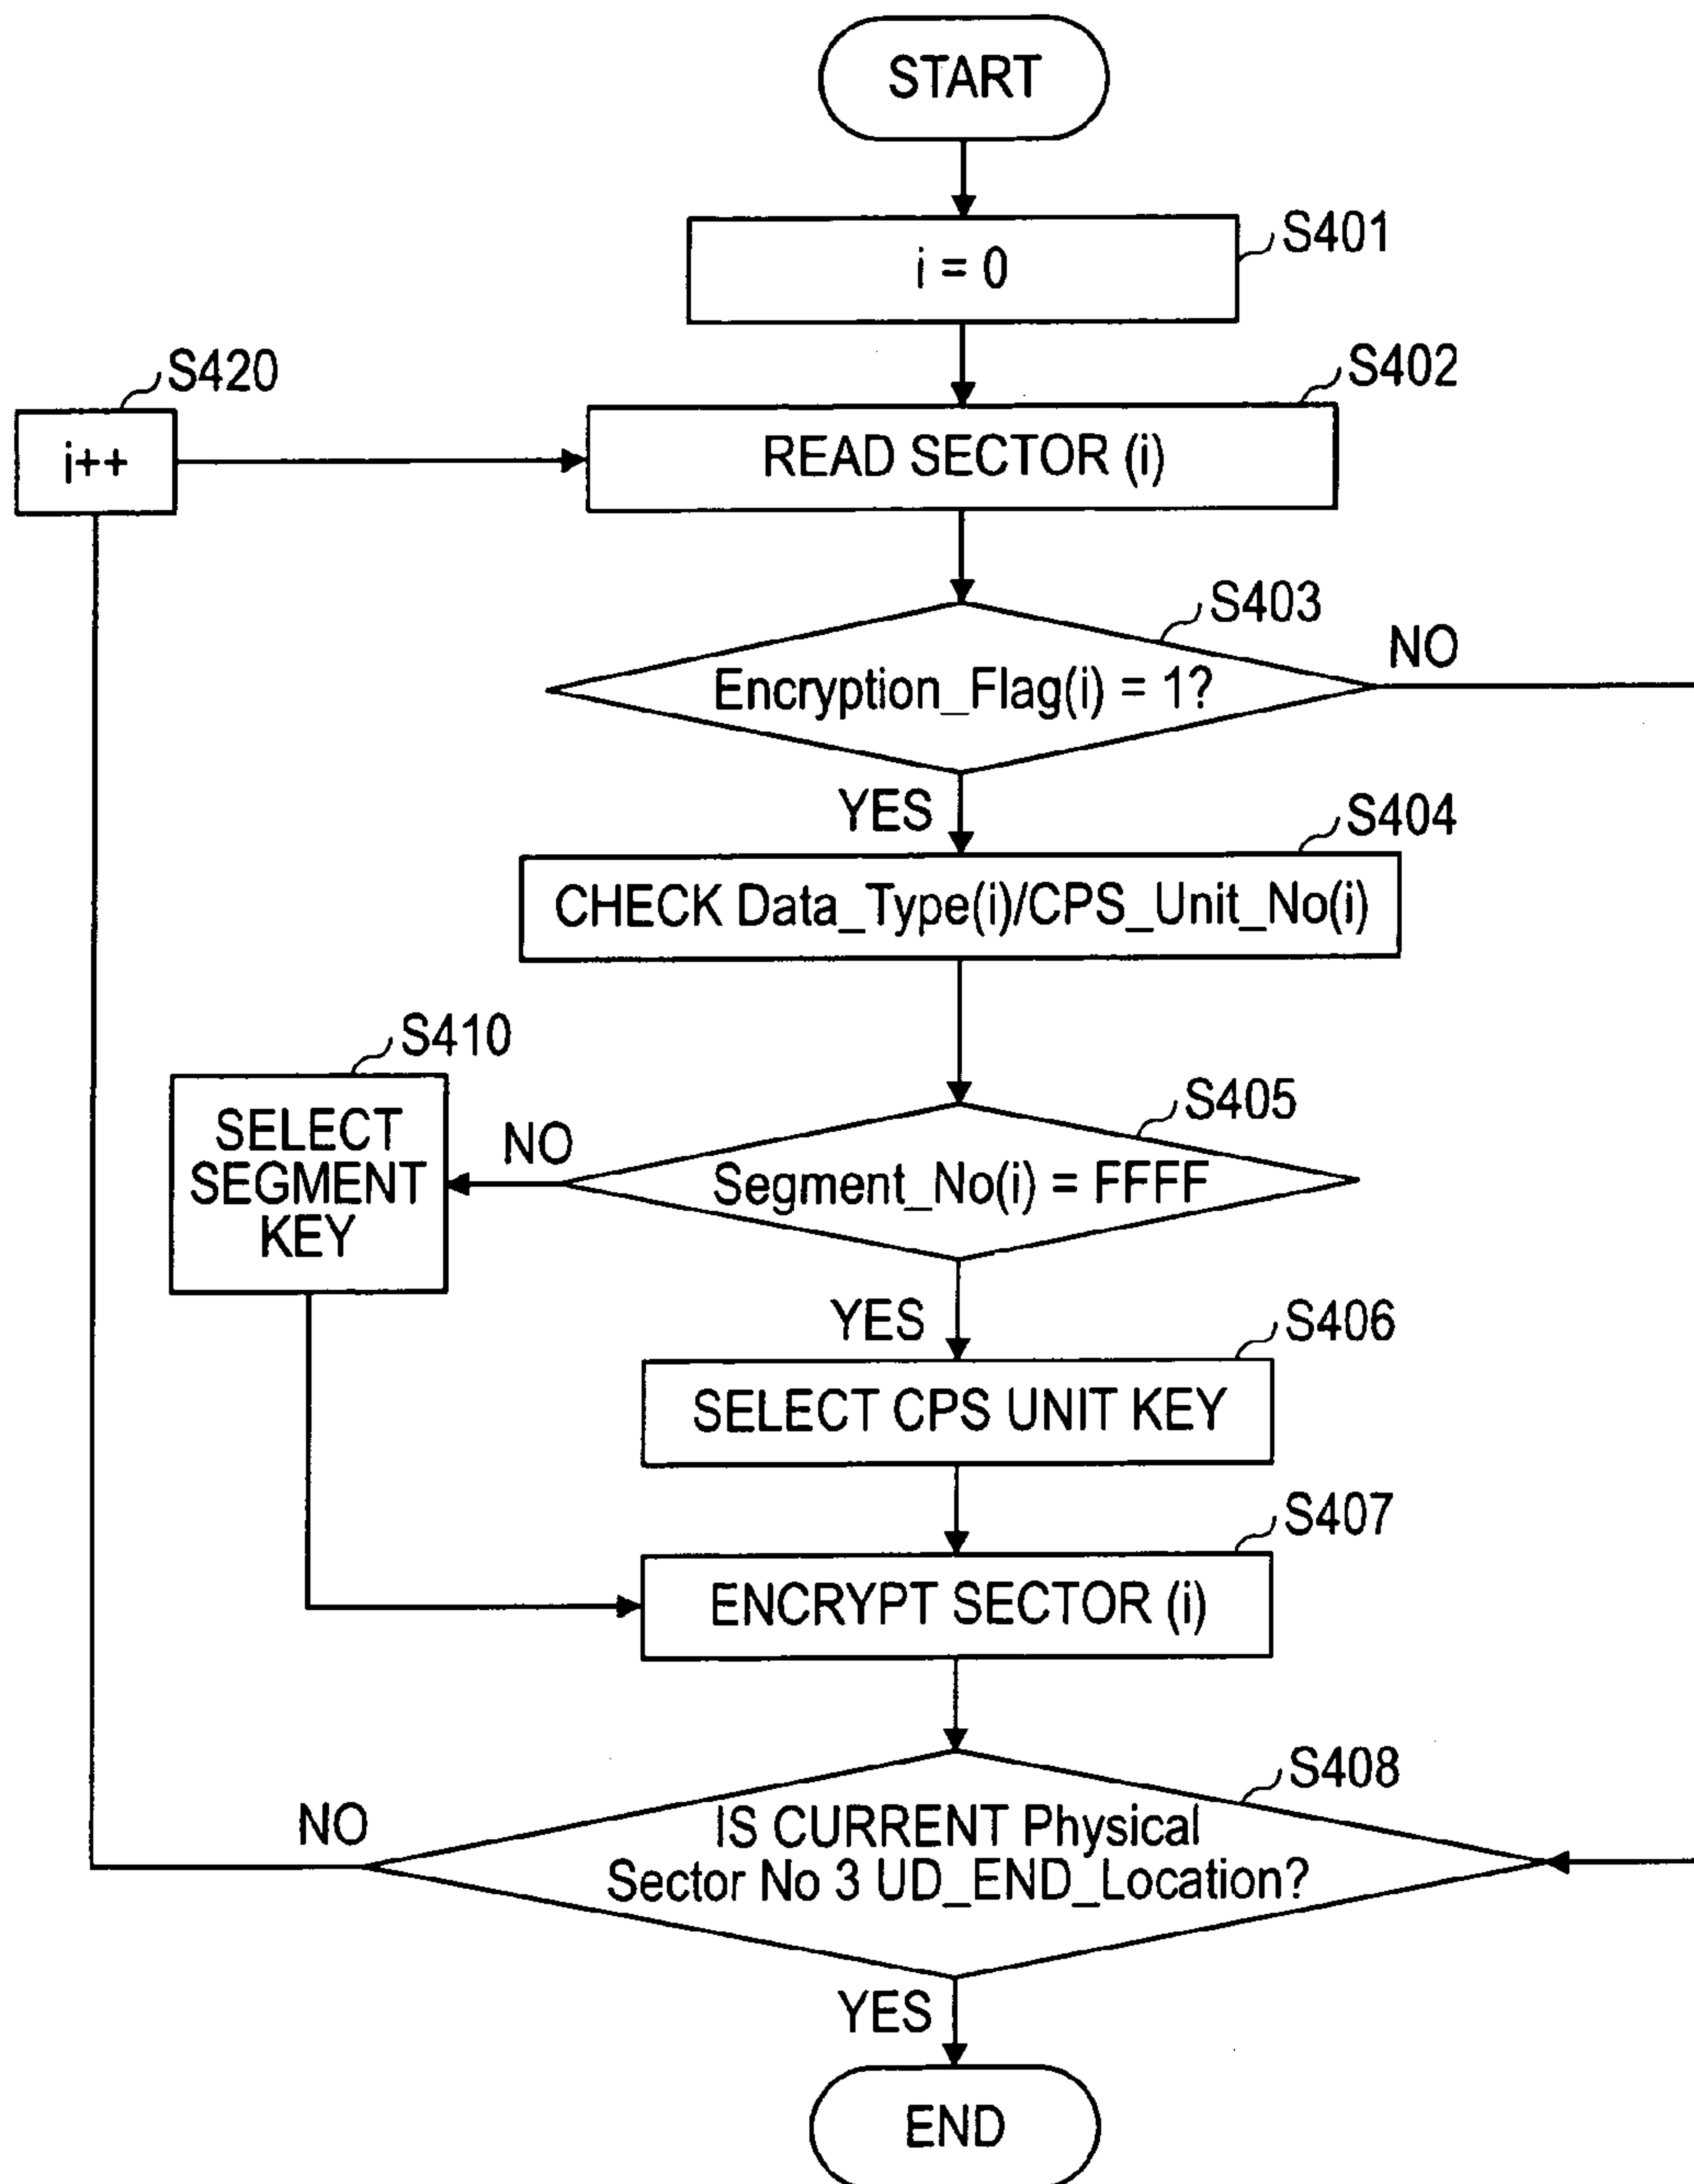 START
S401
i = 0
S420
S402
i++
READ SECTOR (i)
S403
NO
Encryption_Flag(i) = 1?
YES
S404
CHECK Data_Type(i)/CPS_Unit_No(i)
S410
SELECT
SEGMENT
KEY
NO
S405
Segment_No(i) = FFFF
YES
S406
SELECT CPS UNIT KEY
S407
ENCRYPT SECTOR (i)
S408
NO
IS CURRENT Physical
Sector No 3 UD_END_Location?
YES
END